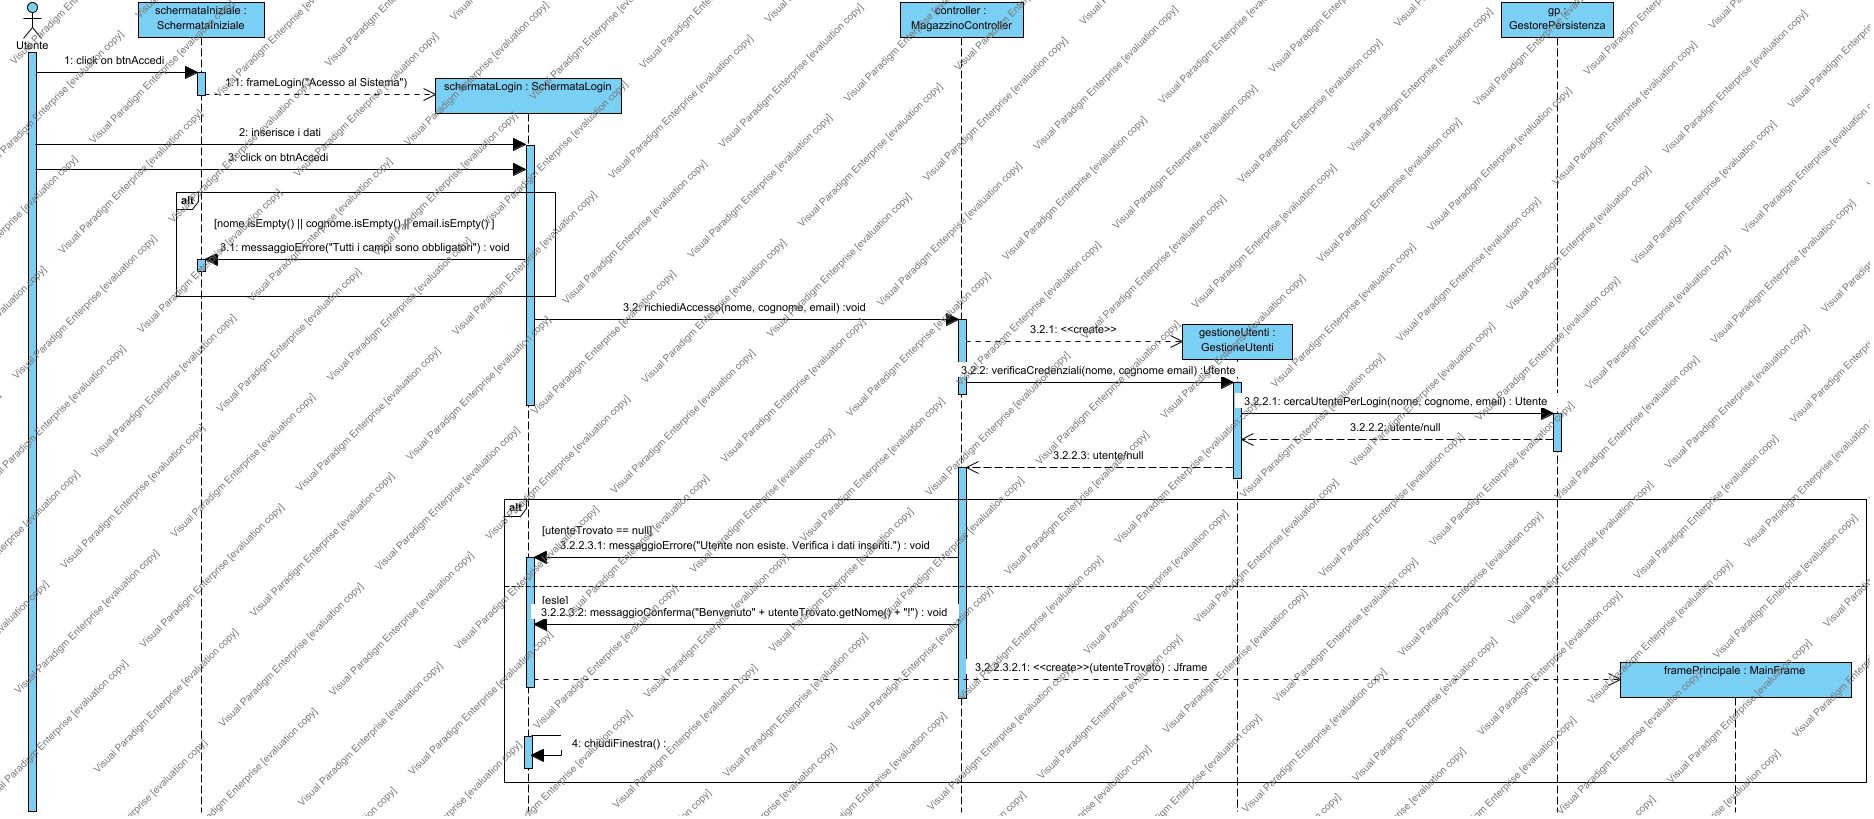 schermataIniziale :
SchermataIniziale
controller :
MagazzinoController
gp :
GestorePersistenza
Utente
1: click on btnAccedi
1.1: frameLogin("Acesso al Sistema")
schermataLogin : SchermataLogin
2: inserisce i dati
3: click on btnAccedi
alt
[nome.isEmpty() || cognome.isEmpty() || email.isEmpty() ]
3.1: messaggioErrore("Tutti i campi sono obbligatori") : void
3.2: richiediAccesso(nome, cognome, email) :void
3.2.1: <<create>>
gestioneUtenti :
GestioneUtenti
3.2.2: verificaCredenziali(nome, cognome email) :Utente
3.2.2.1: cercaUtentePerLogin(nome, cognome, email) : Utente
3.2.2.2: utente/null
3.2.2.3: utente/null
alt
[utenteTrovato == null]
3.2.2.3.1: messaggioErrore("Utente non esiste. Verifica i dati inseriti.") : void
[esle]
3.2.2.3.2: messaggioConferma("Benvenuto" + utenteTrovato.getNome() + "!") : void
3.2.2.3.2.1: <<create>>(utenteTrovato) : Jframe
framePrincipale : MainFrame
4: chiudiFinestra() :
Visual Paradigm Enterprise [evaluation copy]